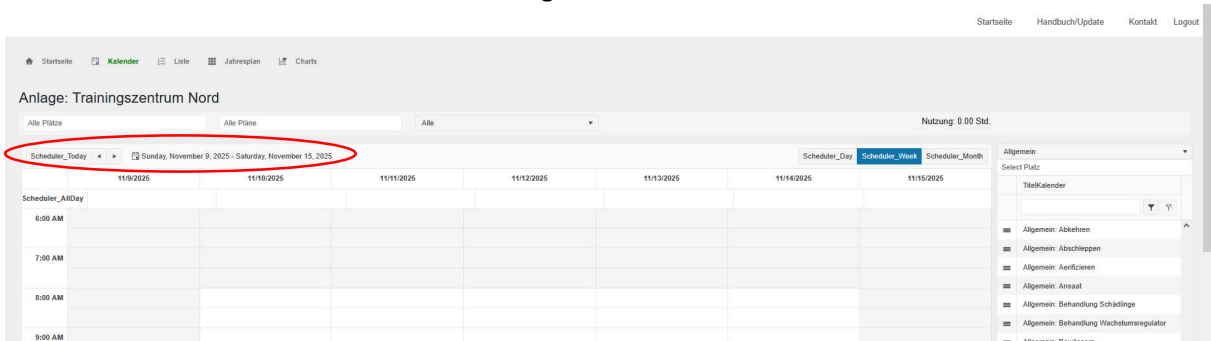 Startseite Handbuch/Update Kontakt Logout
Startseite Kalender Liste Jahresplan Charts
Anlage: Trainingszentrum Nord
Alle Plätze Alle Pläne Alle Nutzung: 0.00 Std.
Scheduler_Today Sunday, November 9, 2025 - Saturday, November 15, 2025 Scheduler_Day Scheduler_Week Scheduler_Month Allgemein
Select Platz
11/9/2025 11/10/2025 11/11/2025 11/12/2025 11/13/2025 11/14/2025 11/15/2025
TitelKalender
Scheduler_AllDay
6:00 AM
Allgemein: Abkehren
Allgemein: Abschleppen
7:00 AM
Allgemein: Aerifizieren
Allgemein: Ansaat
8:00 AM
Allgemein: Behandlung Schädlinge
Allgemein: Behandlung Wachstumsregulator
9:00 AM